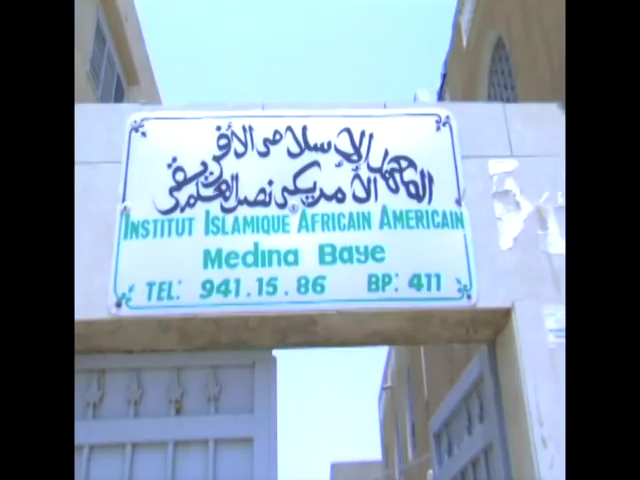 المعهد الإسلامي الأفريقي
الأمريكي
INSTITUT ISLAMIQUE AFRICAIN AMERICAIN
Medina Baye
TEL: 941.15.86 BP: 411